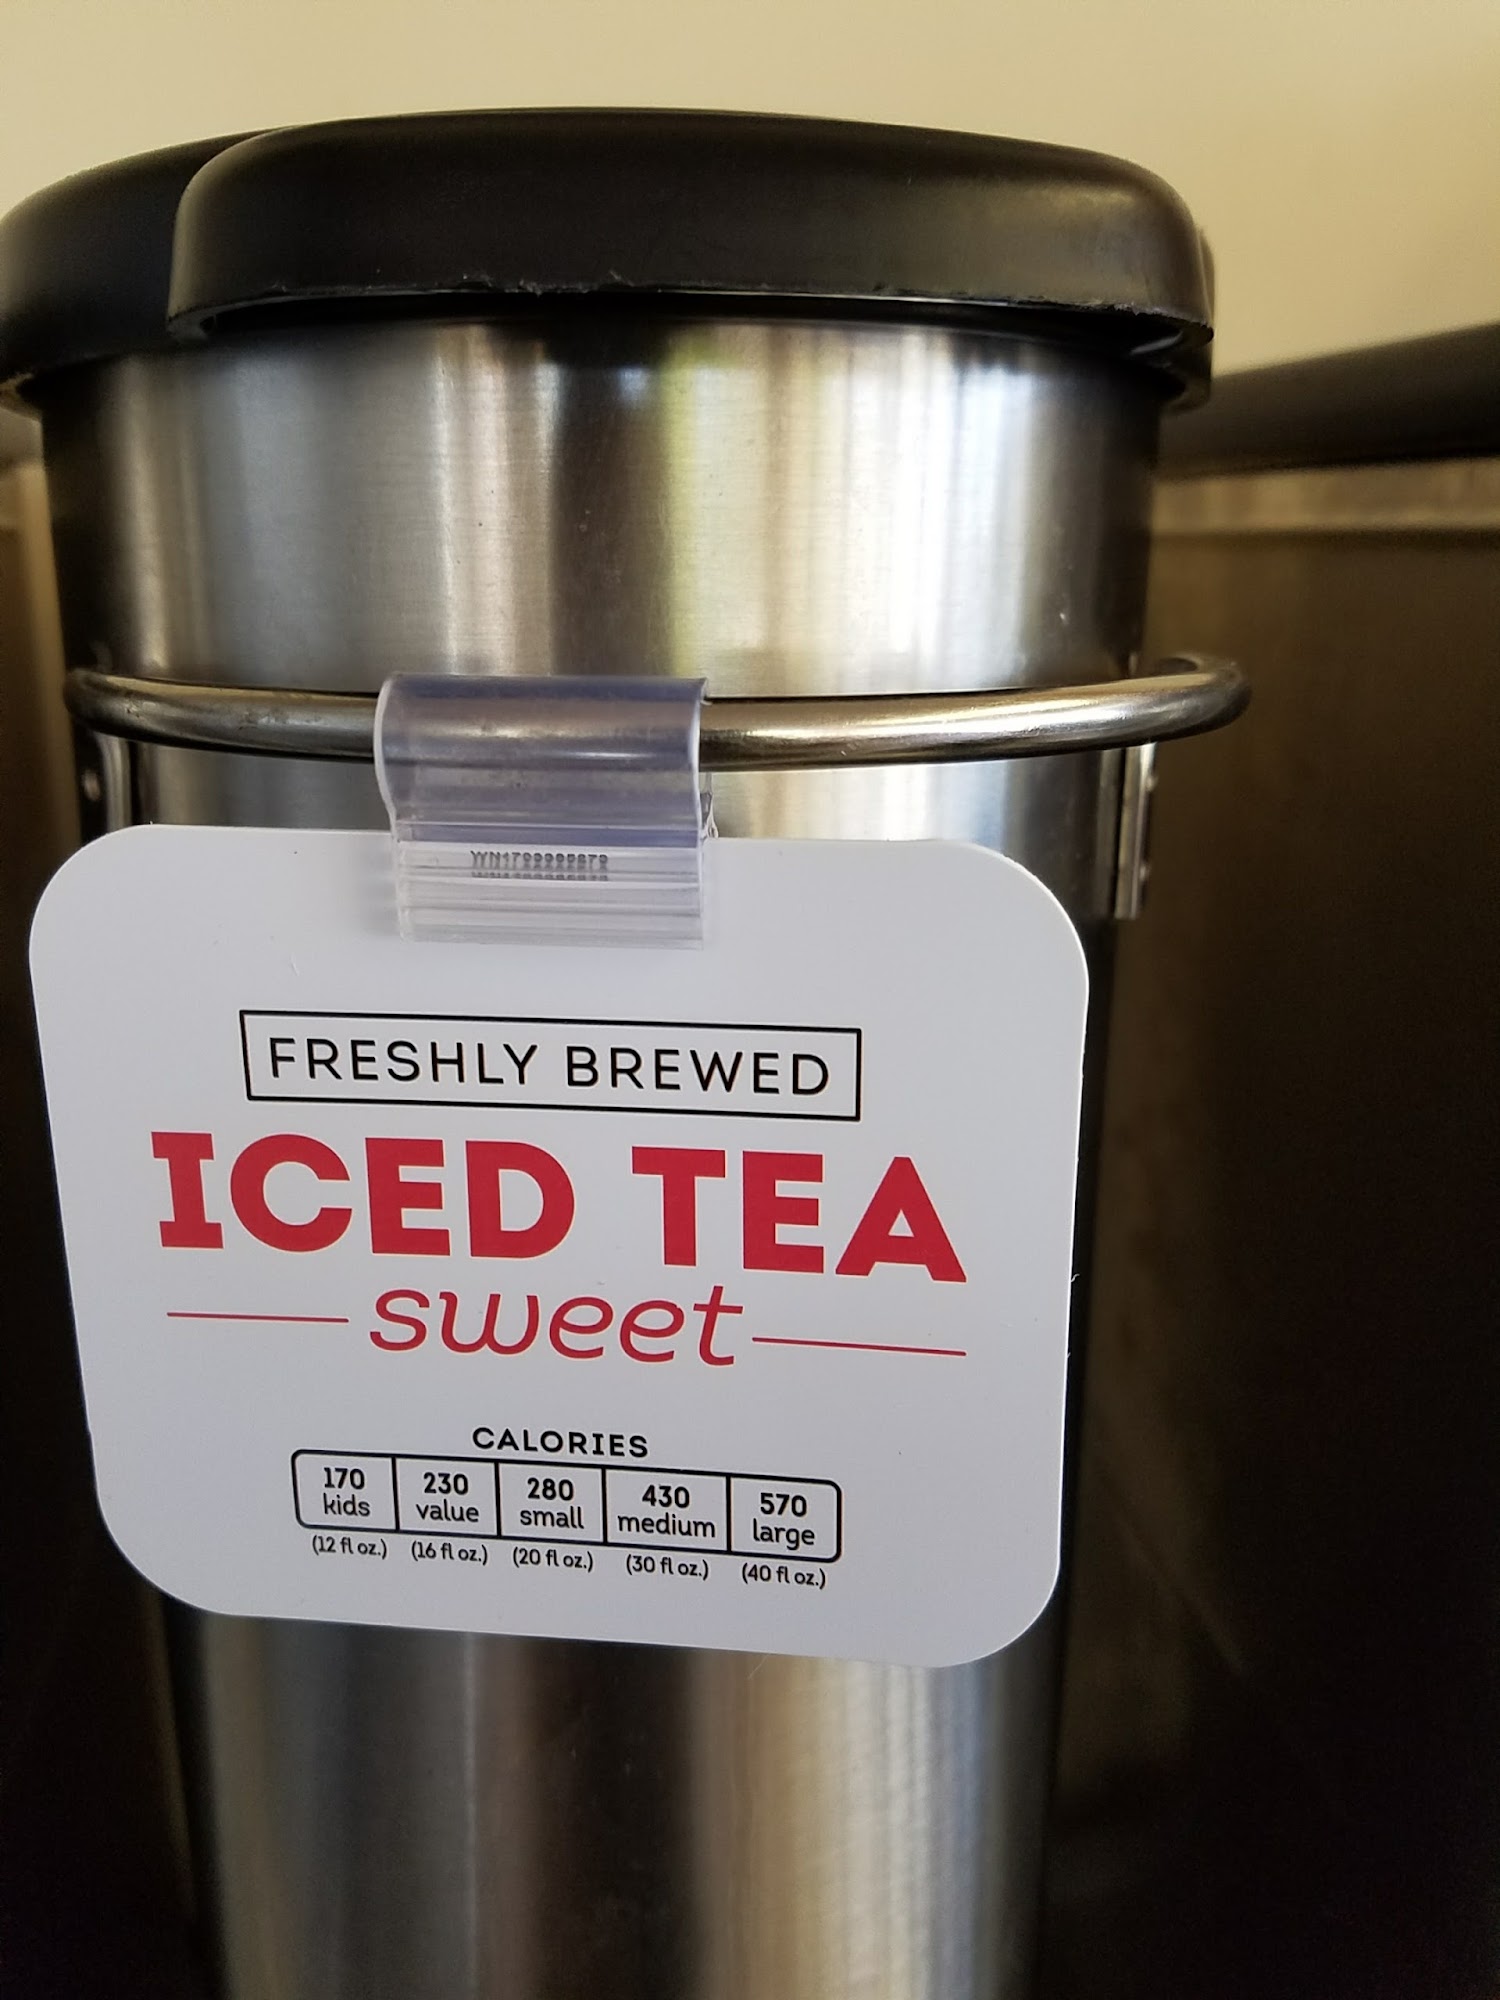 FRESHLY BREWED
ICED TEA
sweet
CALORIES
170 230 280 430 570
kids value small medium large
(12 fl oz.) (16 fl oz.) (20 fl oz.) (30 fl oz.) (40 fl oz.)